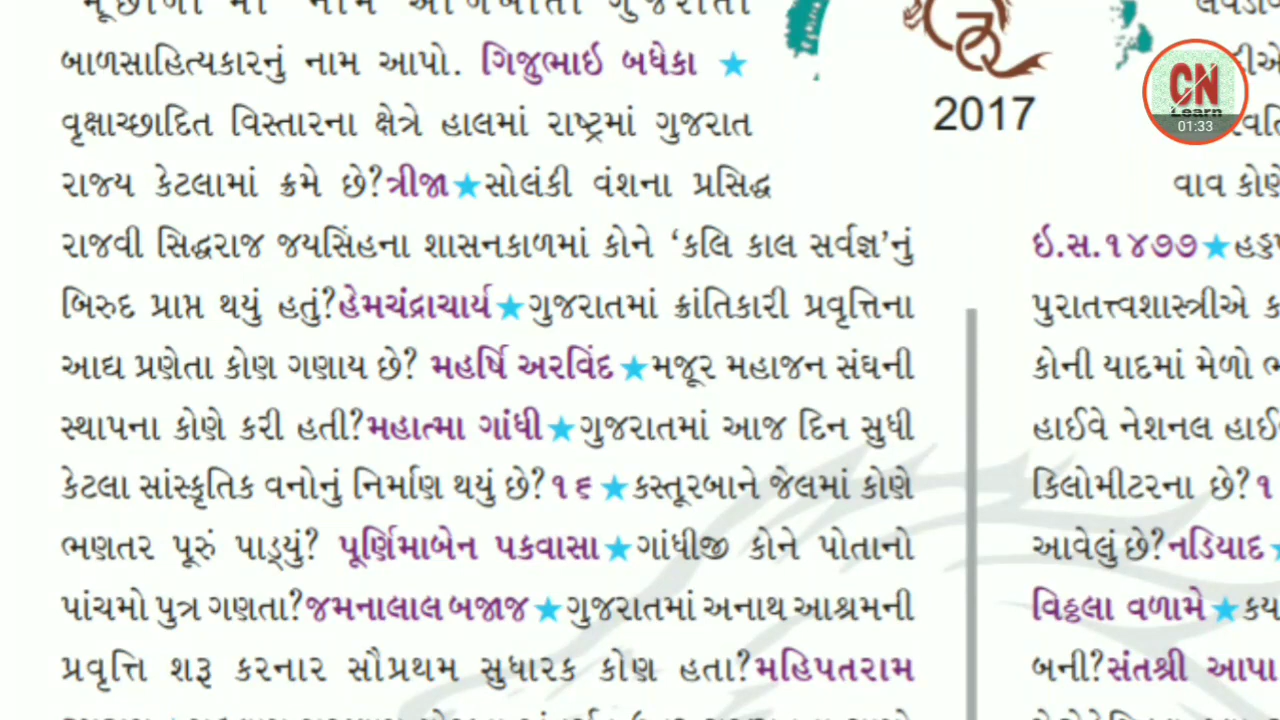 બાળસાહિત્યકારનું નામ આપો. ગિજુભાઇ બધેકા ★
વૃક્ષાચ્છાદિત વિસ્તારના ક્ષેત્રે હાલમાં રાષ્ટ્રમાં ગુજરાત
રાજ્ય કેટલામાં ક્રમે છે?ત્રીજા★સોલંકી વંશના પ્રસિદ્ધ
રાજવી સિદ્ધરાજ જયસિંહના શાસનકાળમાં કોને ‘કલિ કાલ સર્વજ્ઞ’નું
બિરુદ પ્રાપ્ત થયું હતું?હેમચંદ્રાચાર્ય★ગુજરાતમાં ક્રાંતિકારી પ્રવૃત્તિના
આદ્ય પ્રણેતા કોણ ગણાય છે? મહર્ષિ અરવિંદ★મજૂર મહાજન સંઘની
સ્થાપના કોણે કરી હતી?મહાત્મા ગાંધી★ગુજરાતમાં આજ દિન સુધી
કેટલા સાંસ્કૃતિક વનોનું નિર્માણ થયું છે?૧૬★કસ્તૂરબાને જેલમાં કોણે
ભણતર પૂરું પાડ્યું? પૂર્ણિમાબેન પકવાસા★ગાંધીજી કોને પોતાનો
પાંચમો પુત્ર ગણતા?જમનાલાલ બજાજ★ગુજરાતમાં અનાથ આશ્રમની
પ્રવૃત્તિ શરૂ કરનાર સૌપ્રથમ સુધારક કોણ હતા?મહિપતરામ
2017
CN
Learn
01:33
વાવ કોણે
ઇ.સ.૧૪૭૭★
પુરાતત્ત્વશાસ્ત્રીએ
કોની યાદમાં મેળો
હાઈવે નેશનલ
કિલોમીટરના છે?
આવેલું છે?નડિયાદ
વિઠ્ઠલા વળામે★
બની?સંતશ્રી આપા